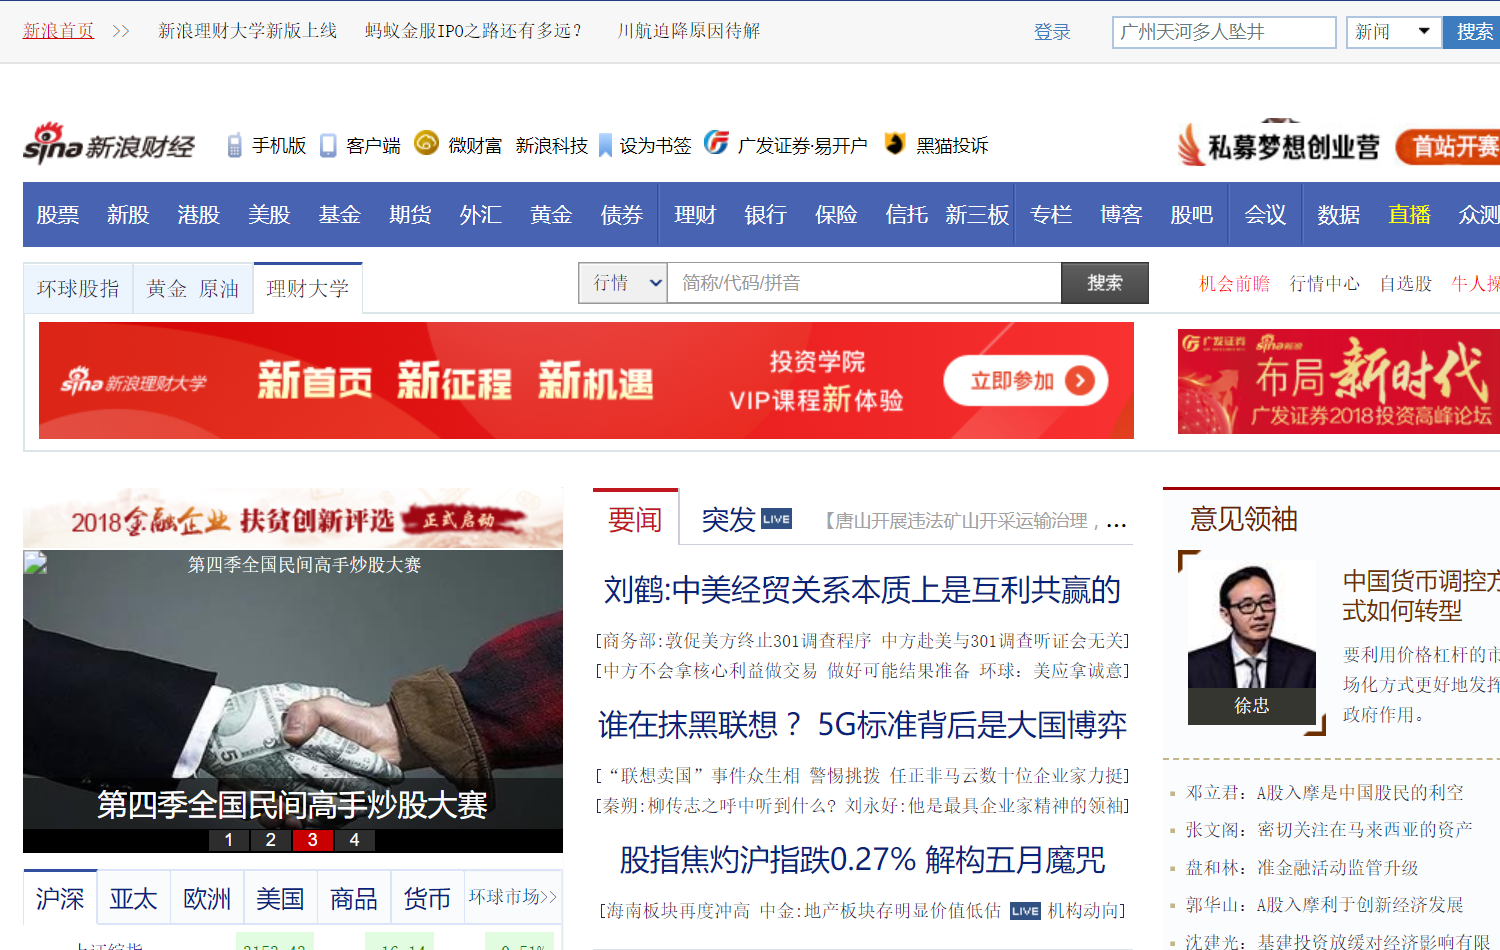 新浪首页 >> 新浪理财大学新版上线 蚂蚁金服IPO之路还有多远? 川航迫降原因待解 登录 广州天河多人坠井 新闻 搜索
sina新浪财经 手机版 客户端 微财富 新浪科技 设为书签 广发证券·易开户 黑猫投诉 私募梦想创业营 首站开赛
股票 新股 港股 美股 基金 期货 外汇 黄金 债券 理财 银行 保险 信托 新三板 专栏 博客 股吧 会议 数据 直播 众测
环球股指 黄金 原油 理财大学 行情 简称/代码/拼音 搜索 机会前瞻 行情中心 自选股 牛人操
sina新浪理财大学 新首页 新征程 新机遇 投资学院 立即参加
VIP课程新体验
广发证券 sina新浪
布局新时代
广发证券2018投资高峰论坛
2018金融企业扶贫创新评选 正式启动
第四季全国民间高手炒股大赛
第四季全国民间高手炒股大赛
1 2 3 4
沪深 亚太 欧洲 美国 商品 货币 环球市场>>
要闻 突发 LIVE 【唐山开展违法矿山开采运输治理，...
刘鹤:中美经贸关系本质上是互利共赢的
[商务部:敦促美方终止301调查程序 中方赴美与301调查听证会无关]
[中方不会拿核心利益做交易 做好可能结果准备 环球: 美应拿诚意]
谁在抹黑联想？5G标准背后是大国博弈
[“联想卖国”事件众生相 警惕挑拨 任正非马云数十位企业家力挺]
[秦朔:柳传志之呼中听到什么? 刘永好:他是最具企业家精神的领袖]
股指焦灼沪指跌0.27% 解构五月魔咒
[海南板块再度冲高 中金:地产板块存明显价值低估 LIVE 机构动向]
意见领袖
徐忠
中国货币调控方
式如何转型
要利用价格杠杆的市
场化方式更好地发挥
政府作用。
邓立君: A股入摩是中国股民的利空
张文阁: 密切关注在马来西亚的资产
盘和林: 准金融活动监管升级
郭华山: A股入摩利于创新经济发展
沈建光: 基建投资放缓对经济影响有限